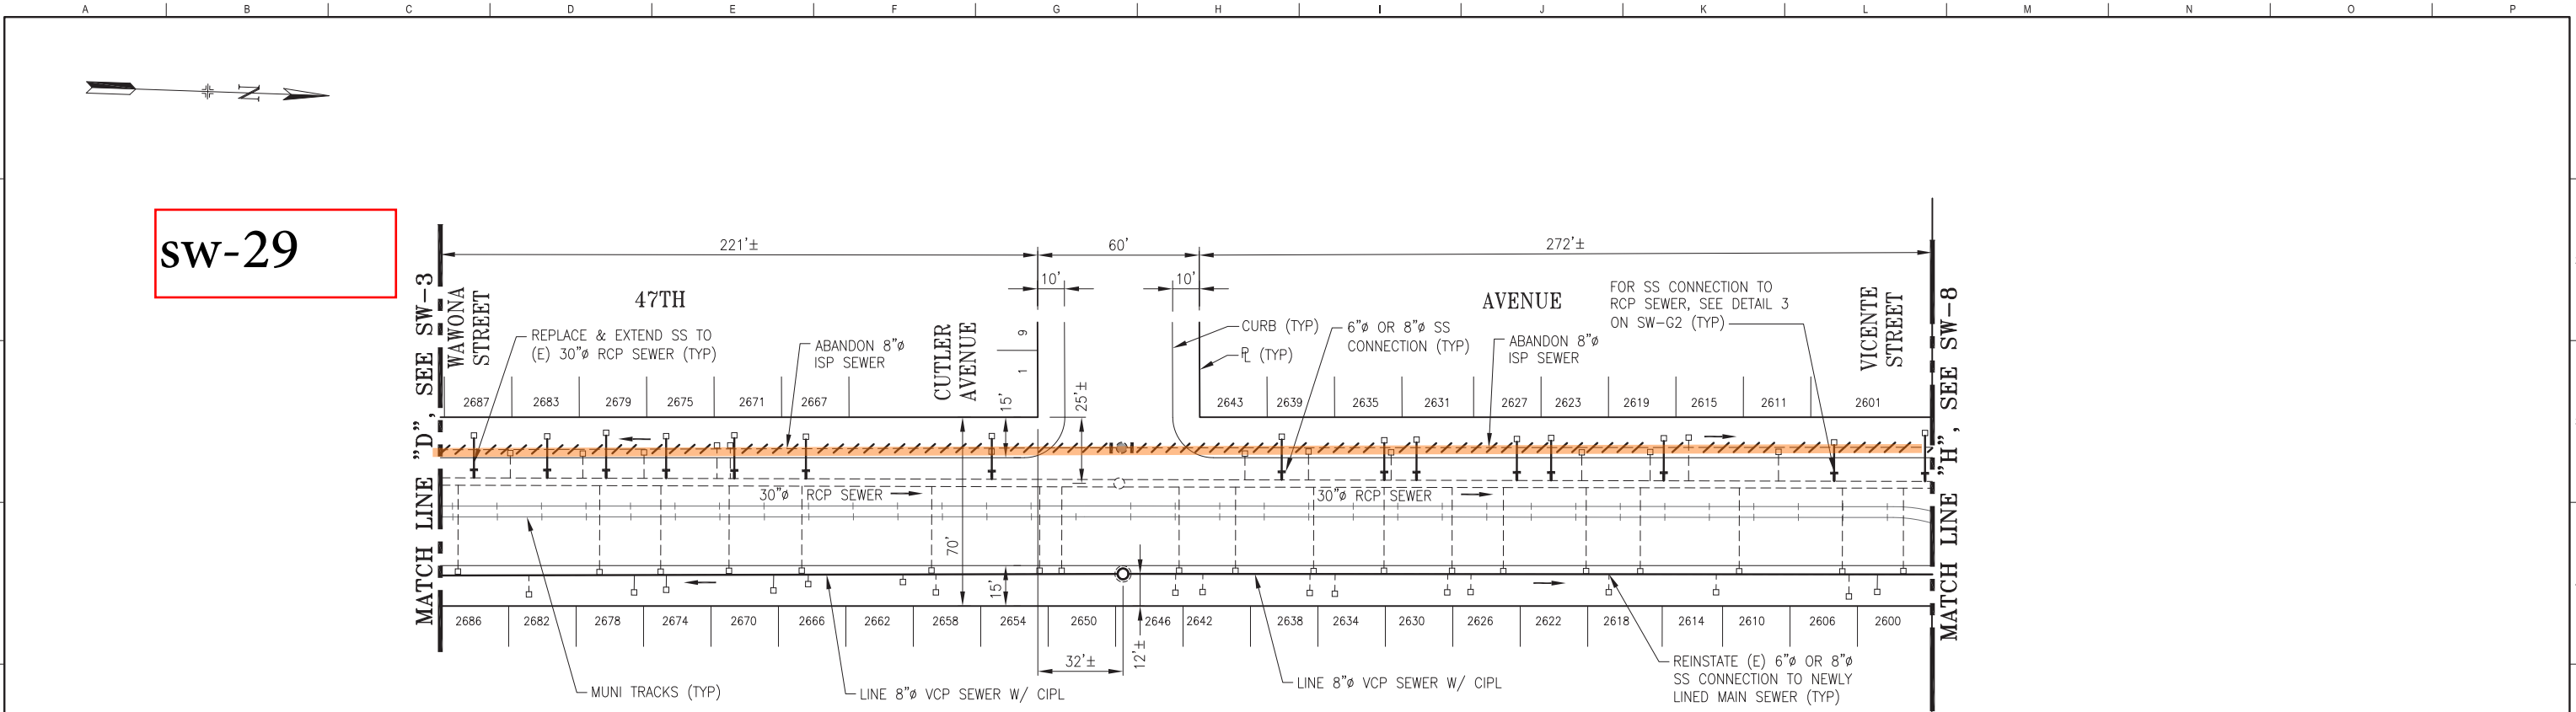 A B C D E F G H I J K L M N O P
N
sw-29
221'± 60' 272'±
10' 10'
MATCH LINE "D", SEE SW-3
WAWONA
STREET
47TH
REPLACE & EXTEND SS TO
(E) 30"ø RCP SEWER (TYP)
ABANDON 8"ø
ISP SEWER
CUTLER
AVENUE
9
1
15'
25'±
CURB (TYP)
PL (TYP)
6"ø OR 8"ø SS
CONNECTION (TYP)
AVENUE
ABANDON 8"ø
ISP SEWER
FOR SS CONNECTION TO
RCP SEWER, SEE DETAIL 3
ON SW-G2 (TYP)
VICENTE
STREET
MATCH LINE "H", SEE SW-8
2687 2683 2679 2675 2671 2667
2643 2639 2635 2631 2627 2623 2619 2615 2611 2601
30"ø RCP SEWER
30"ø RCP SEWER
70'
15'
2686 2682 2678 2674 2670 2666 2662 2658 2654 2650 2646 2642 2638 2634 2630 2626 2622 2618 2614 2610 2606 2600
32'±
12'±
MUNI TRACKS (TYP)
LINE 8"ø VCP SEWER W/ CIPL
LINE 8"ø VCP SEWER W/ CIPL
REINSTATE (E) 6"ø OR 8"ø
SS CONNECTION TO NEWLY
LINED MAIN SEWER (TYP)